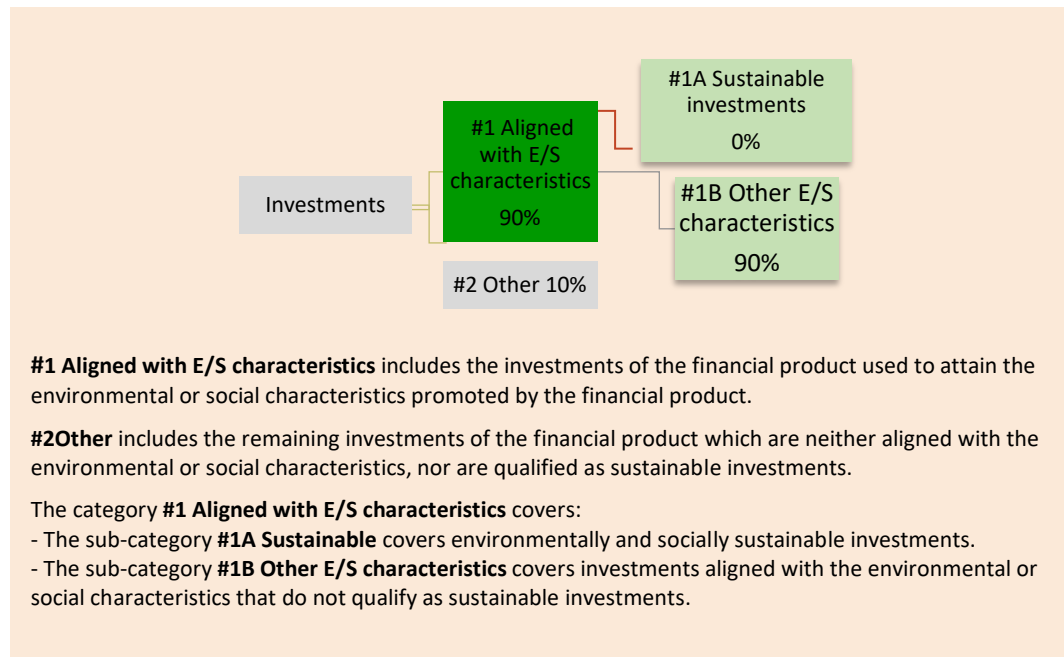 #1A Sustainable
investments
0%
#1 Aligned
with E/S
characteristics
90%
Investments
#1B Other E/S
characteristics
90%
#2 Other 10%
#1 Aligned with E/S characteristics includes the investments of the financial product used to attain the
environmental or social characteristics promoted by the financial product.
#2Other includes the remaining investments of the financial product which are neither aligned with the
environmental or social characteristics, nor are qualified as sustainable investments.
The category #1 Aligned with E/S characteristics covers:
- The sub-category #1A Sustainable covers environmentally and socially sustainable investments.
- The sub-category #1B Other E/S characteristics covers investments aligned with the environmental or
social characteristics that do not qualify as sustainable investments.